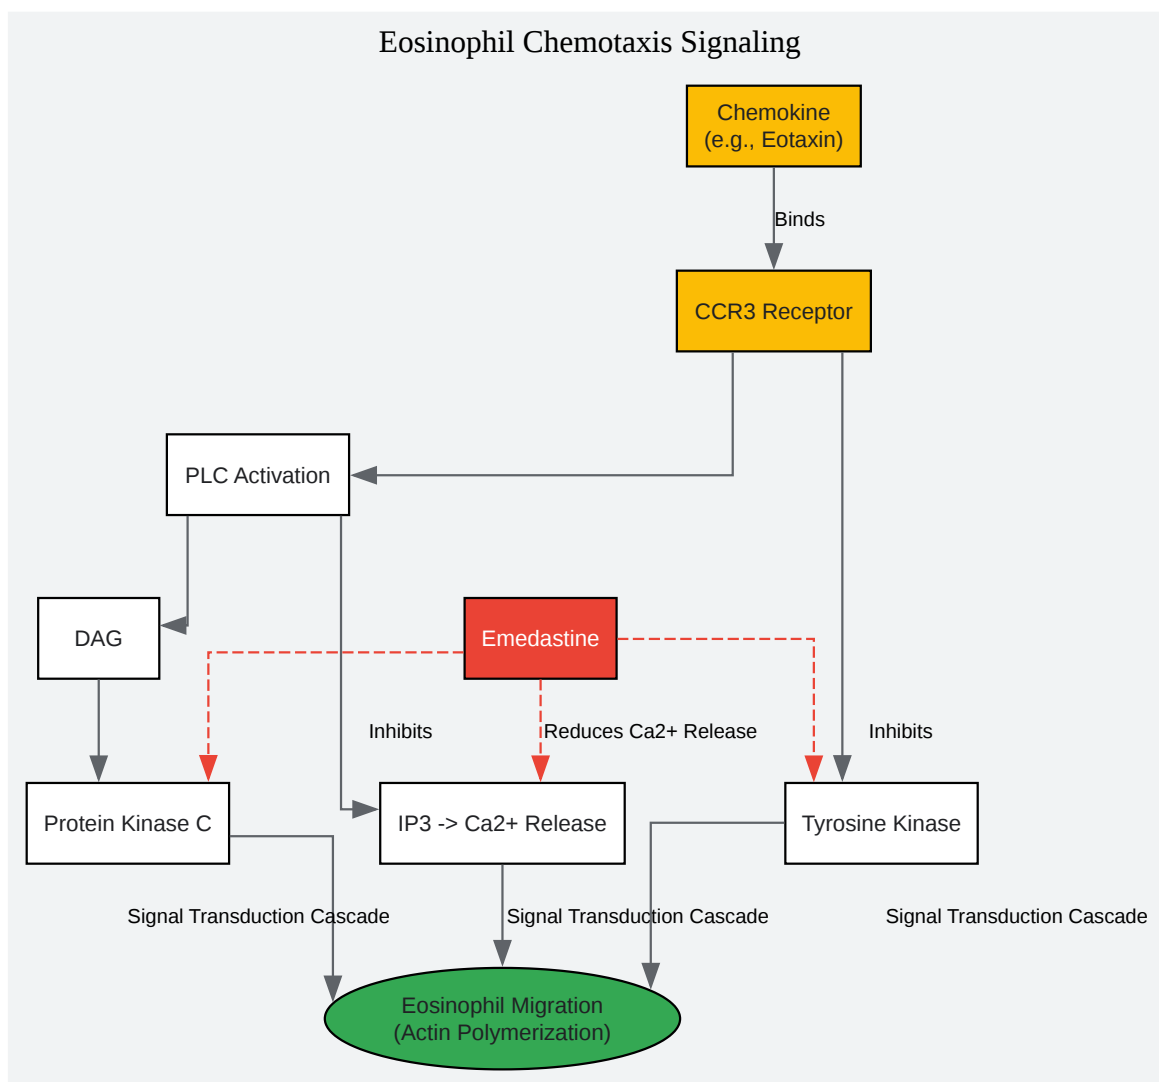 Eosinophil Chemotaxis Signaling
Chemokine
(e.g., Eotaxin)
Binds
CCR3 Receptor
PLC Activation
DAG
Emedastine
Inhibits
Reduces Ca2+ Release
Inhibits
Protein Kinase C
IP3 -> Ca2+ Release
Tyrosine Kinase
Signal Transduction Cascade
Signal Transduction Cascade
Signal Transduction Cascade
Eosinophil Migration
(Actin Polymerization)